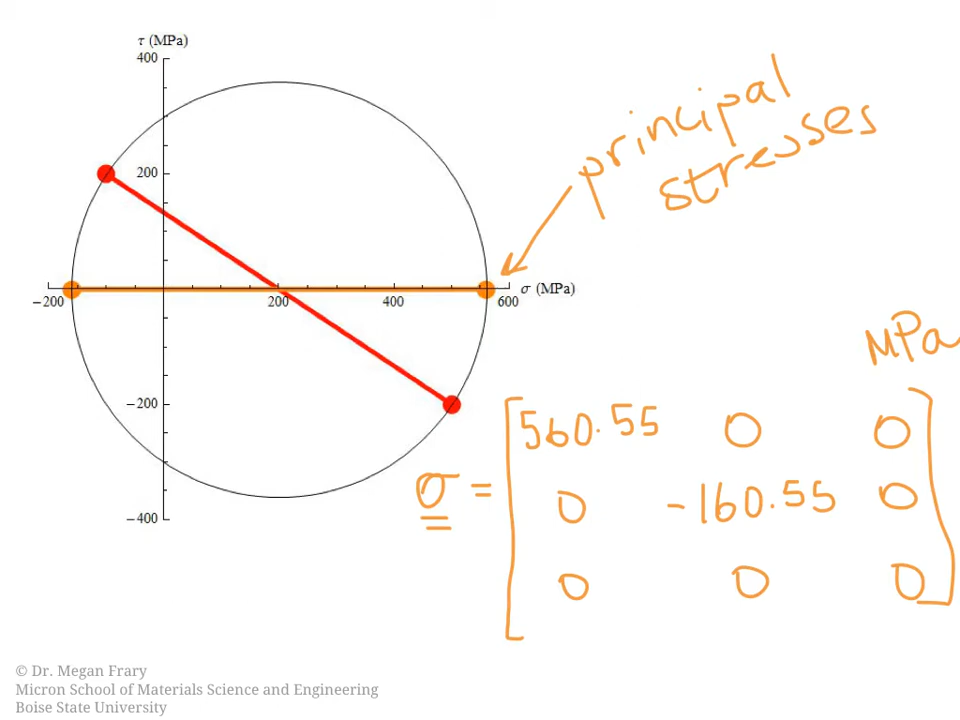 τ (MPa)
400
200
-200 200 400 600 σ (MPa)
-200
-400
principal
stresses
MPa
σ = [ 560.55 0 0
0 -160.55 0
0 0 0 ]
© Dr. Megan Frary
Micron School of Materials Science and Engineering
Boise State University